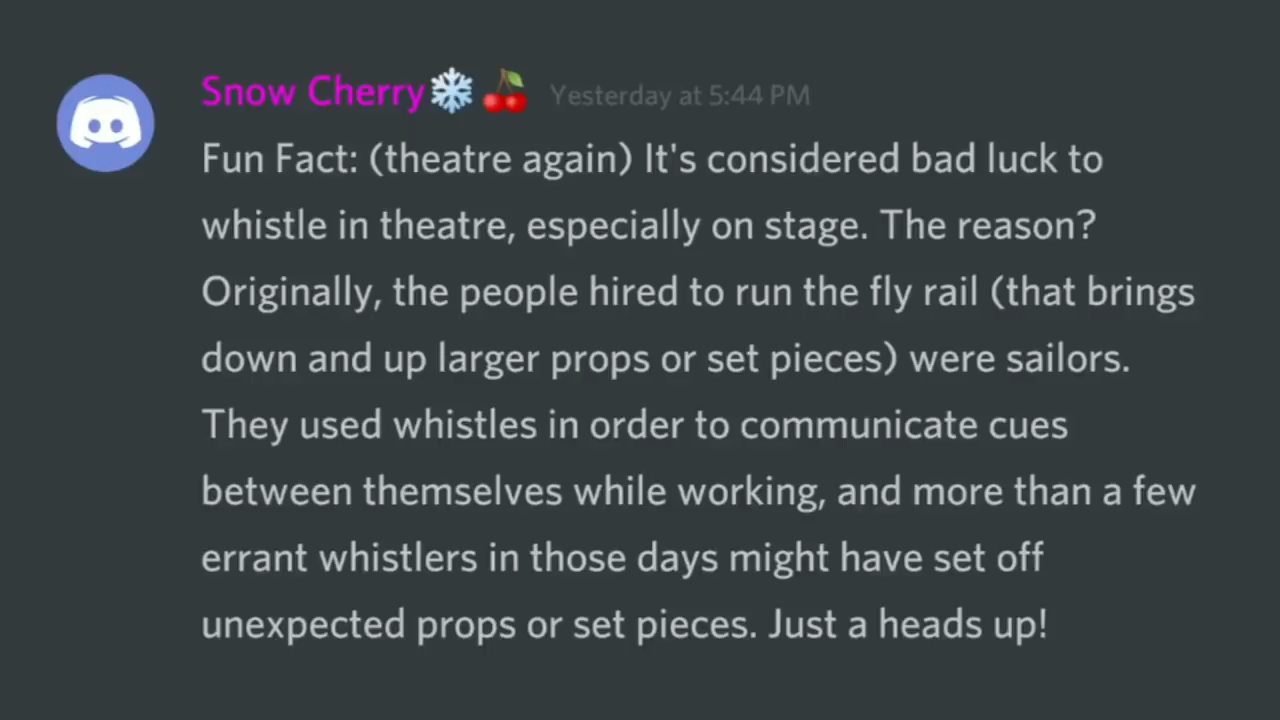 Snow Cherry❄️🍒 Yesterday at 5:44 PM
Fun Fact: (theatre again) It's considered bad luck to
whistle in theatre, especially on stage. The reason?
Originally, the people hired to run the fly rail (that brings
down and up larger props or set pieces) were sailors.
They used whistles in order to communicate cues
between themselves while working, and more than a few
errant whistlers in those days might have set off
unexpected props or set pieces. Just a heads up!